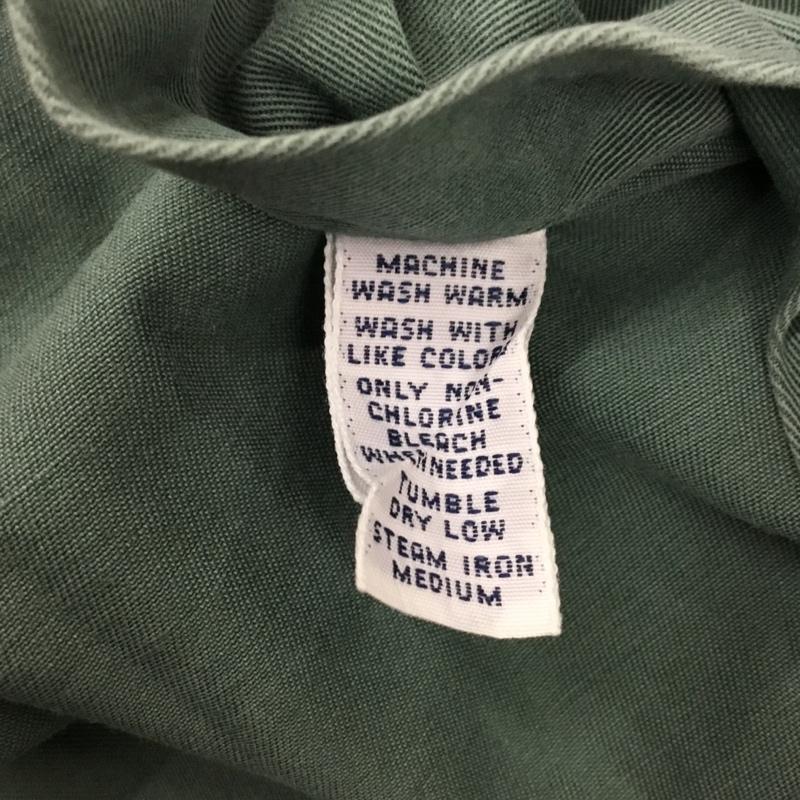 MACHINE
WASH WARM
WASH WITH
LIKE COLORS
ONLY NON-
CHLORINE
BLEACH
WHEN NEEDED
TUMBLE
DRY LOW
STEAM IRON
MEDIUM